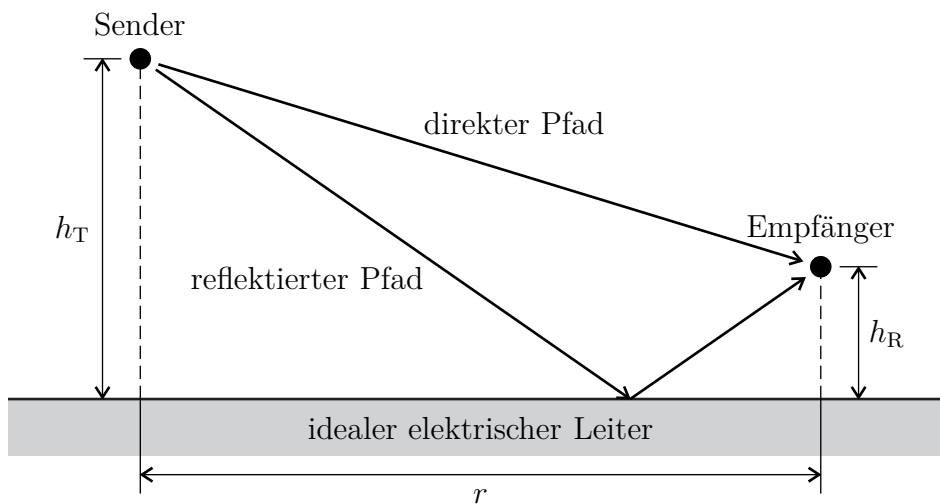 Sender
direkter Pfad
Empfänger
h_T
reflektierter Pfad
h_R
idealer elektrischer Leiter
r